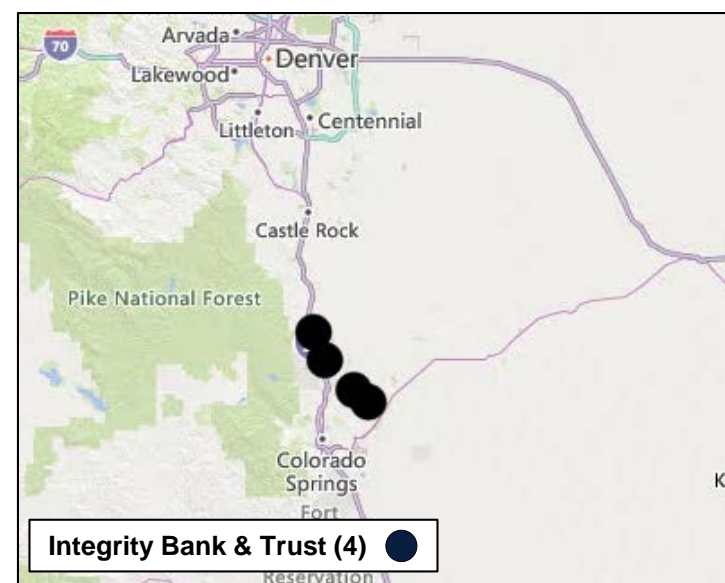 70
Arvada
Denver
Lakewood
Littleton
Centennial
Castle Rock
Pike National Forest
Colorado
Springs
Fort
K
Integrity Bank & Trust (4)
Reservation